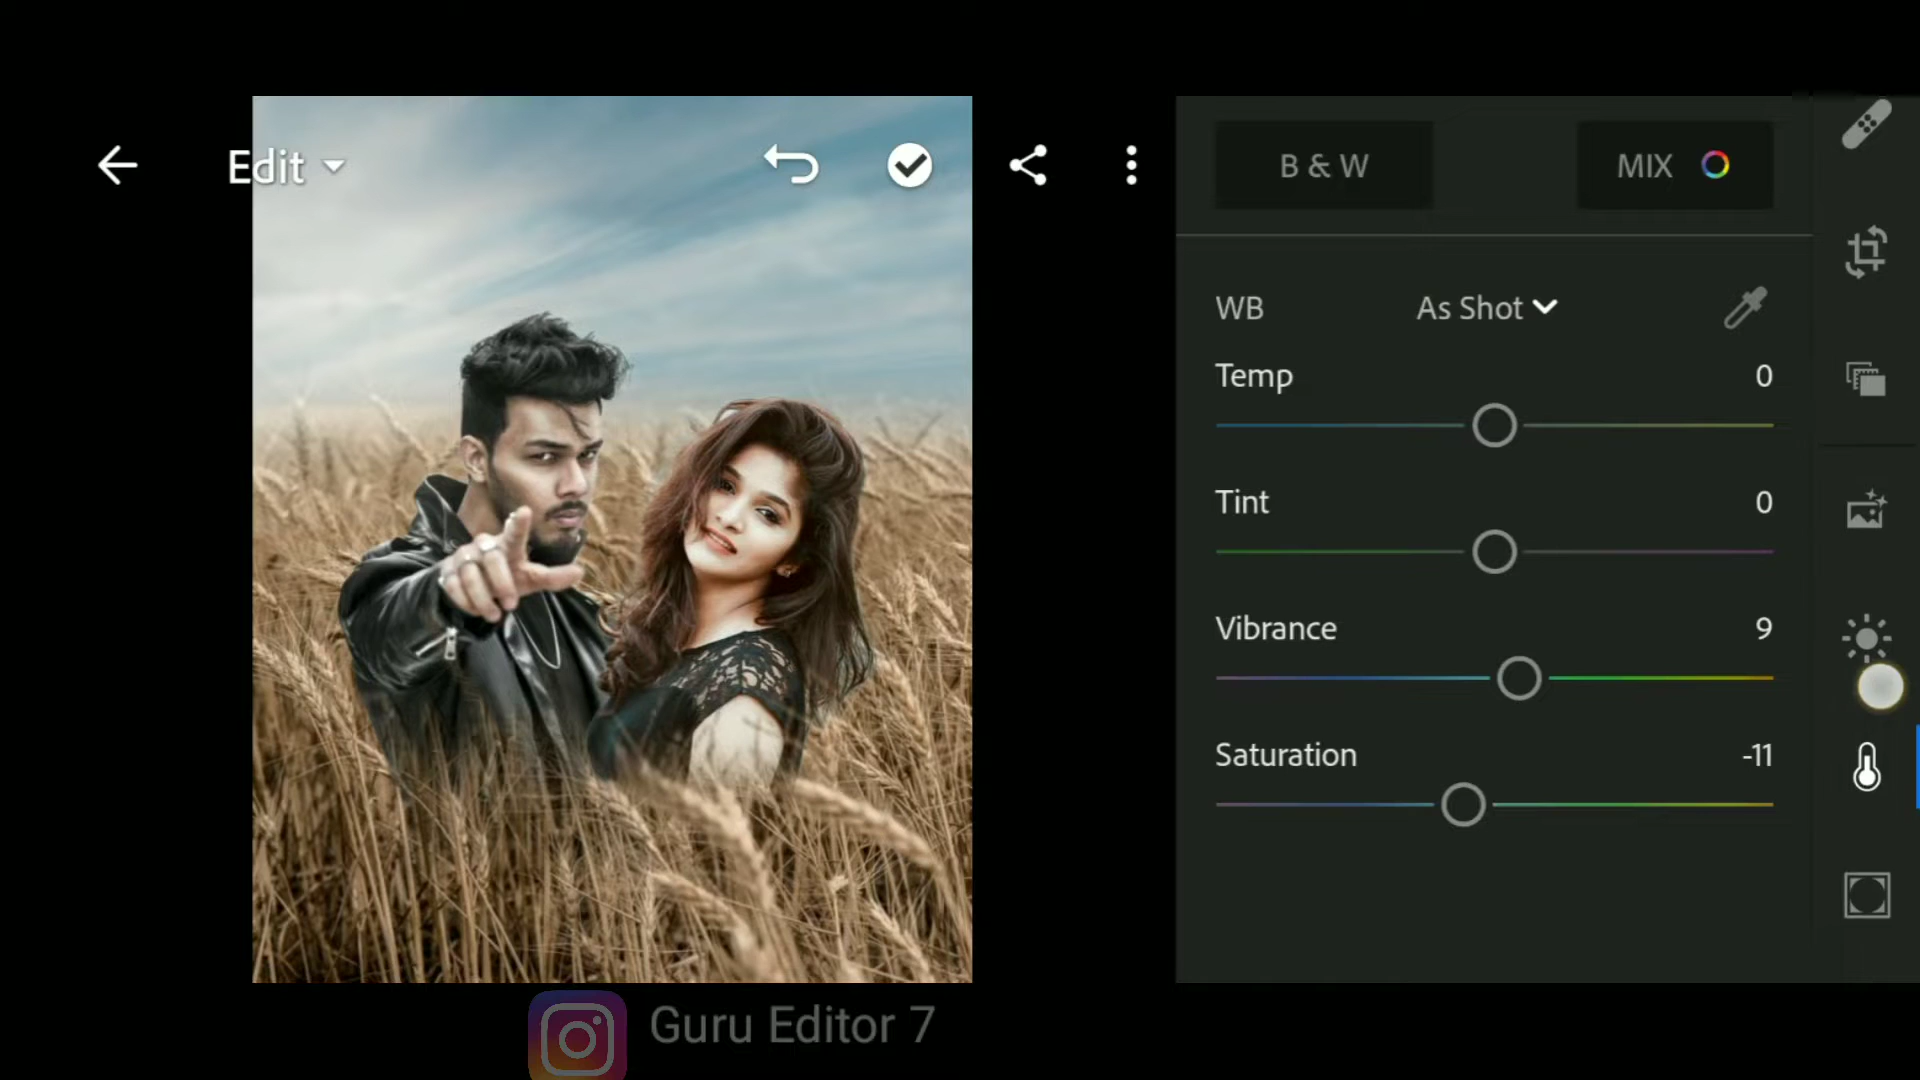 Edit
B & W
MIX
WB As Shot
Temp 0
Tint 0
Vibrance 9
Saturation -11
Guru Editor 7